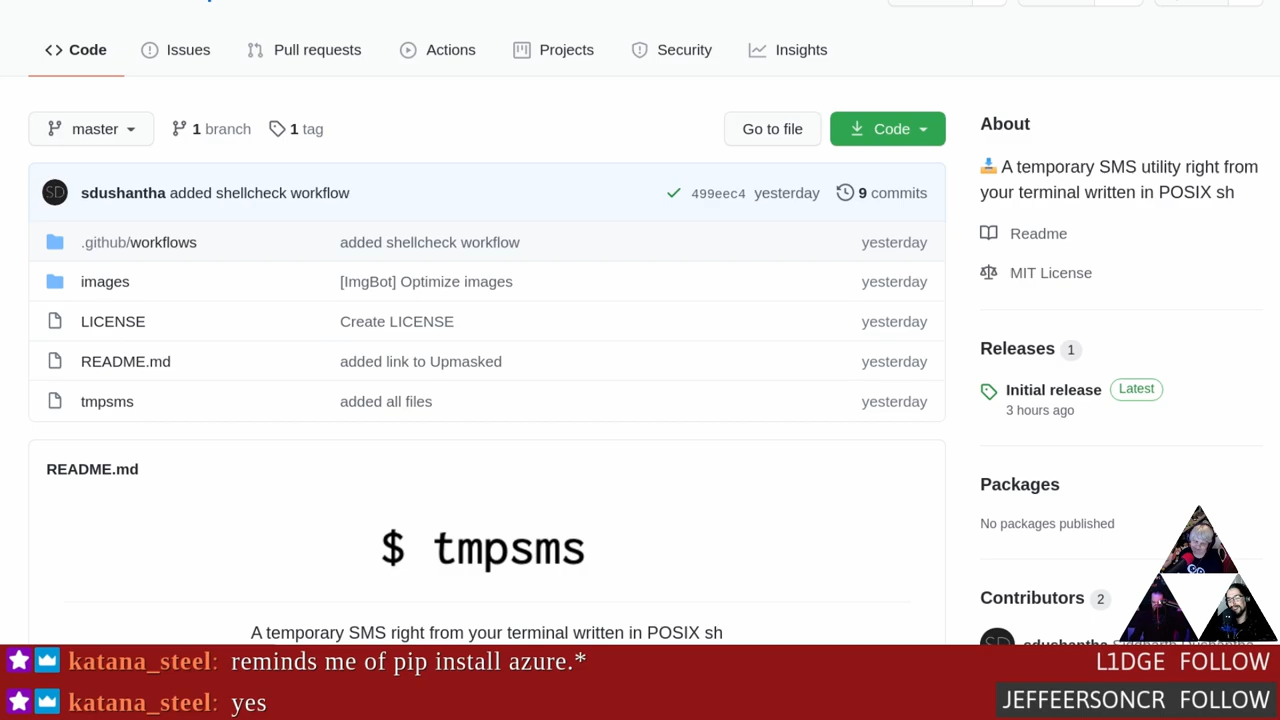 Code
Issues
Pull requests
Actions
Projects
Security
Insights
master
1 branch
1 tag
Go to file
Code
SD sdushantha added shellcheck workflow 499eec4 yesterday 9 commits
.github/workflows added shellcheck workflow yesterday
images [ImgBot] Optimize images yesterday
LICENSE Create LICENSE yesterday
README.md added link to Upmasked yesterday
tmpsms added all files yesterday
README.md
$ tmpsms
A temporary SMS right from your terminal written in POSIX sh
About
A temporary SMS utility right from
your terminal written in POSIX sh
Readme
MIT License
Releases 1
Initial release Latest
3 hours ago
Packages
No packages published
Contributors 2
SD sdushantha
katana_steel: reminds me of pip install azure.*
katana_steel: yes
L1DGE FOLLOW
JEFFEERSONCR FOLLOW